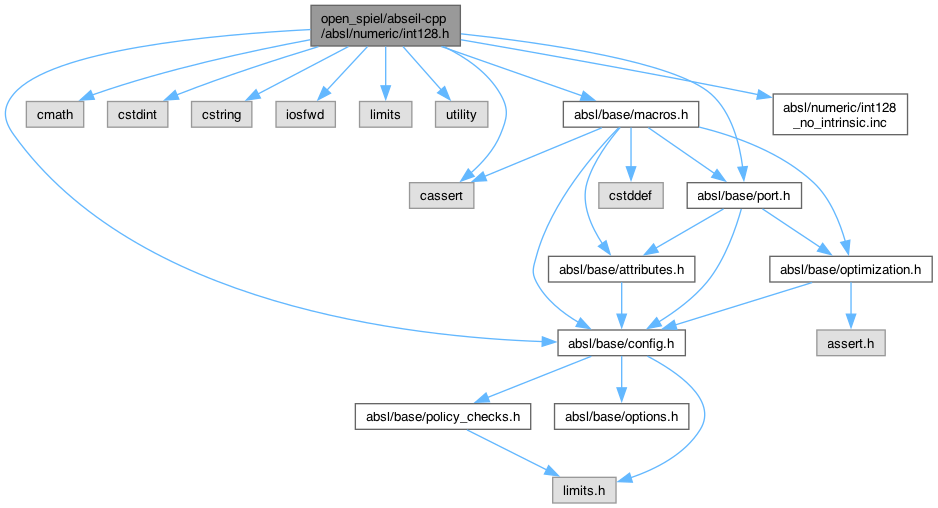 open_spiel/abseil-cpp
/absl/numeric/int128.h
cmath
cstdint
cstring
iosfwd
limits
utility
absl/base/macros.h
absl/numeric/int128
_no_intrinsic.inc
cassert
cstddef
absl/base/port.h
absl/base/attributes.h
absl/base/optimization.h
absl/base/config.h
assert.h
absl/base/policy_checks.h
absl/base/options.h
limits.h